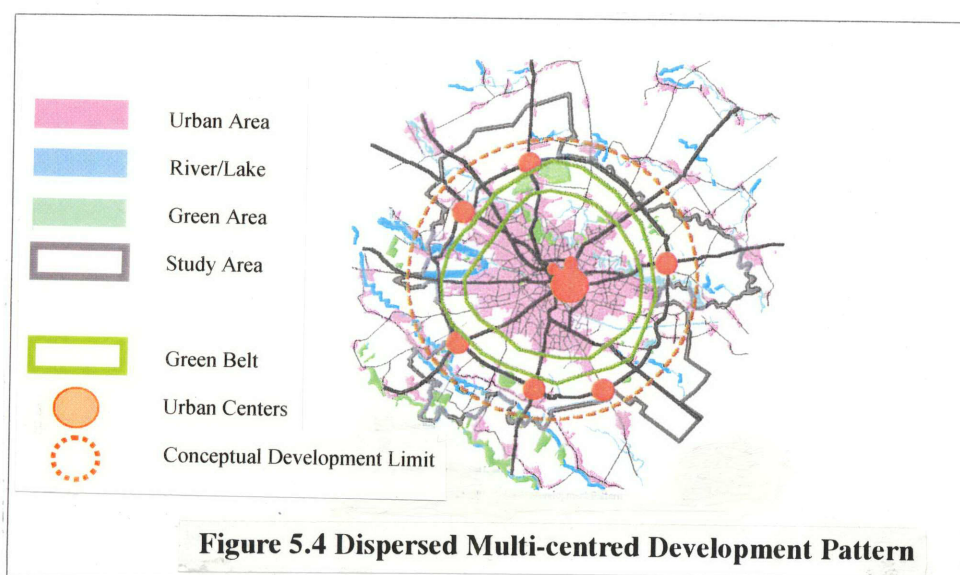 Urban Area
River/Lake
Green Area
Study Area
Green Belt
Urban Centers
Conceptual Development Limit
Figure 5.4 Dispersed Multi-centred Development Pattern